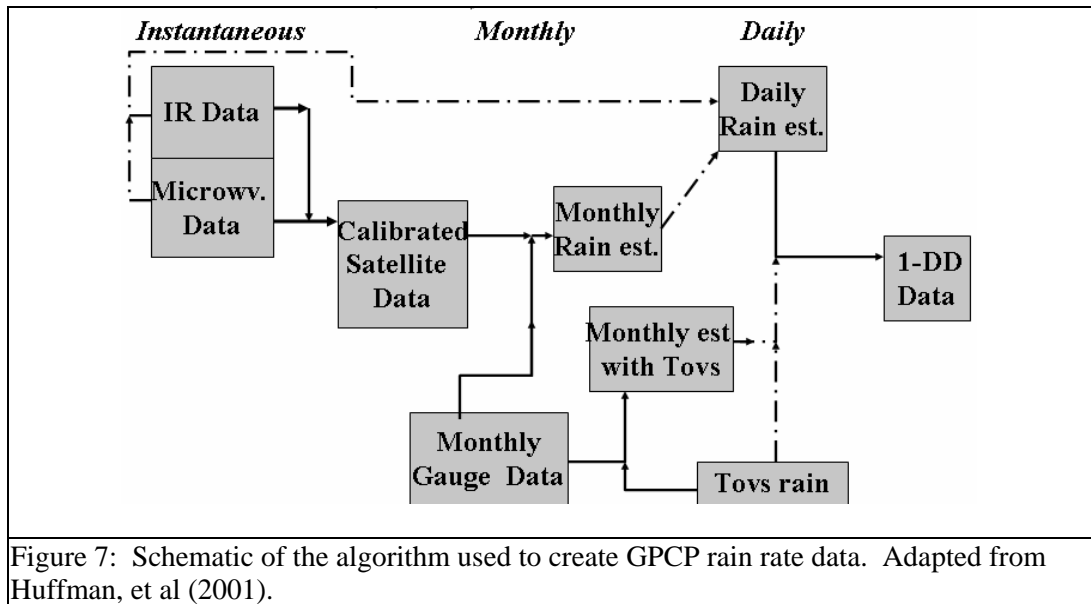 Instantaneous Monthly Daily
IR Data
Microwv.
Data
Calibrated
Satellite
Data
Monthly
Rain est.
Daily
Rain est.
1-DD
Data
Monthly est
with Tovs
Monthly
Gauge Data
Tovs rain
Figure 7: Schematic of the algorithm used to create GPCP rain rate data. Adapted from
Huffman, et al (2001).